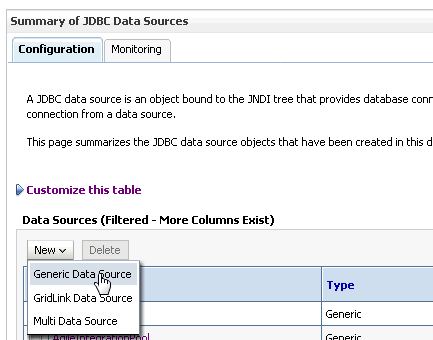 Summary of JDBC Data Sources
Configuration Monitoring
A JDBC data source is an object bound to the JNDI tree that provides database
connection from a data source.
This page summarizes the JDBC data source objects that have been created in this
Customize this table
Data Sources (Filtered - More Columns Exist)
New Delete
Generic Data Source
GridLink Data Source
Multi Data Source
Type
Generic
AgileIntegrationPool
Generic